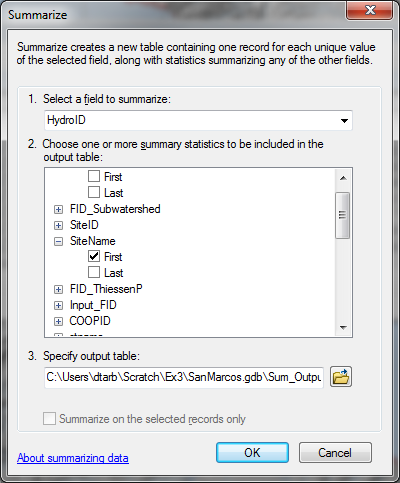 Summarize
Summarize creates a new table containing one record for each unique value
of the selected field, along with statistics summarizing any of the other fields.
1. Select a field to summarize:
HydroID
2. Choose one or more summary statistics to be included in the
output table:
First
Last
FID_Subwatershed
SiteID
SiteName
First
Last
FID_ThiessenP
Input_FID
COOPID
3. Specify output table:
C:\Users\dtarb\Scratch\Ex3\SanMarcos.gdb\Sum_Outpu
Summarize on the selected records only
About summarizing data
OK
Cancel